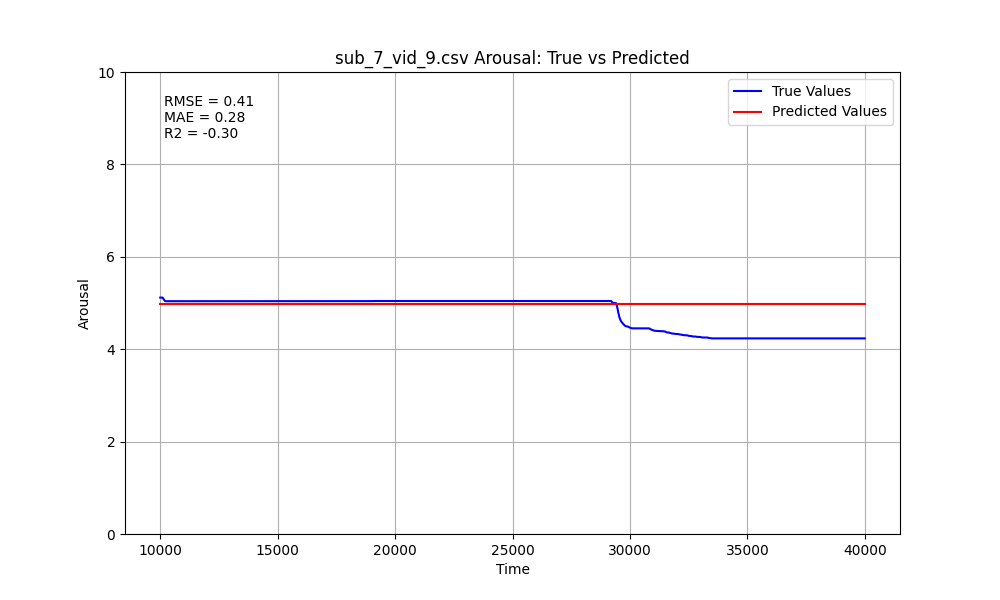 sub_7_vid_9.csv Arousal: True vs Predicted
RMSE = 0.41
MAE = 0.28
R2 = -0.30
True Values
Predicted Values
10
8
6
4
2
0
Arousal
10000 15000 20000 25000 30000 35000 40000
Time